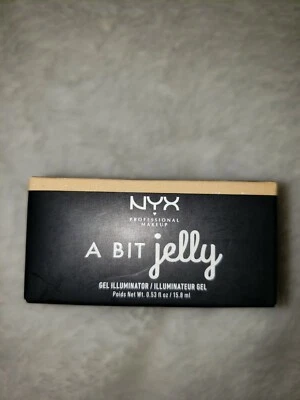 NYX
PROFESSIONAL
MAKEUP
A BIT jelly
GEL ILLUMINATOR / ILLUMINATEUR GEL
Poids Net Wt. 0.53 fl oz / 15.8 ml